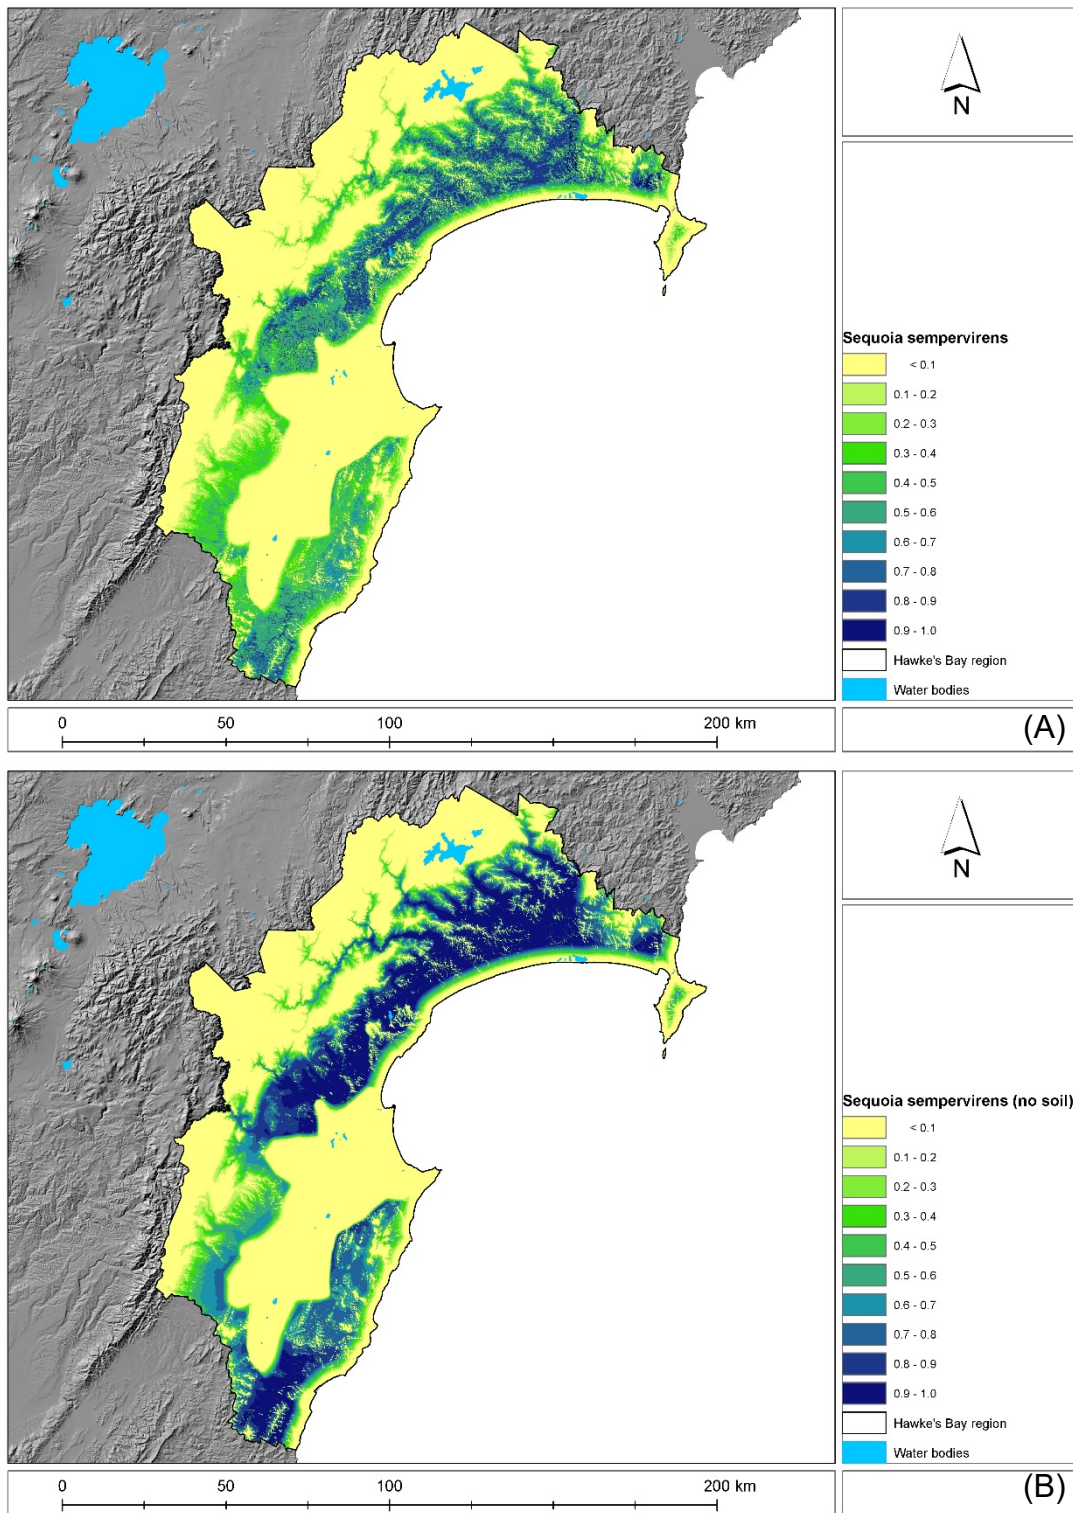 N
Sequoia sempervirens
< 0.1
0.1 - 0.2
0.2 - 0.3
0.3 - 0.4
0.4 - 0.5
0.5 - 0.6
0.6 - 0.7
0.7 - 0.8
0.8 - 0.9
0.9 - 1.0
Hawke's Bay region
Water bodies
0 50 100 200 km
(A)
N
Sequoia sempervirens (no soil)
< 0.1
0.1 - 0.2
0.2 - 0.3
0.3 - 0.4
0.4 - 0.5
0.5 - 0.6
0.6 - 0.7
0.7 - 0.8
0.8 - 0.9
0.9 - 1.0
Hawke's Bay region
Water bodies
0 50 100 200 km
(B)